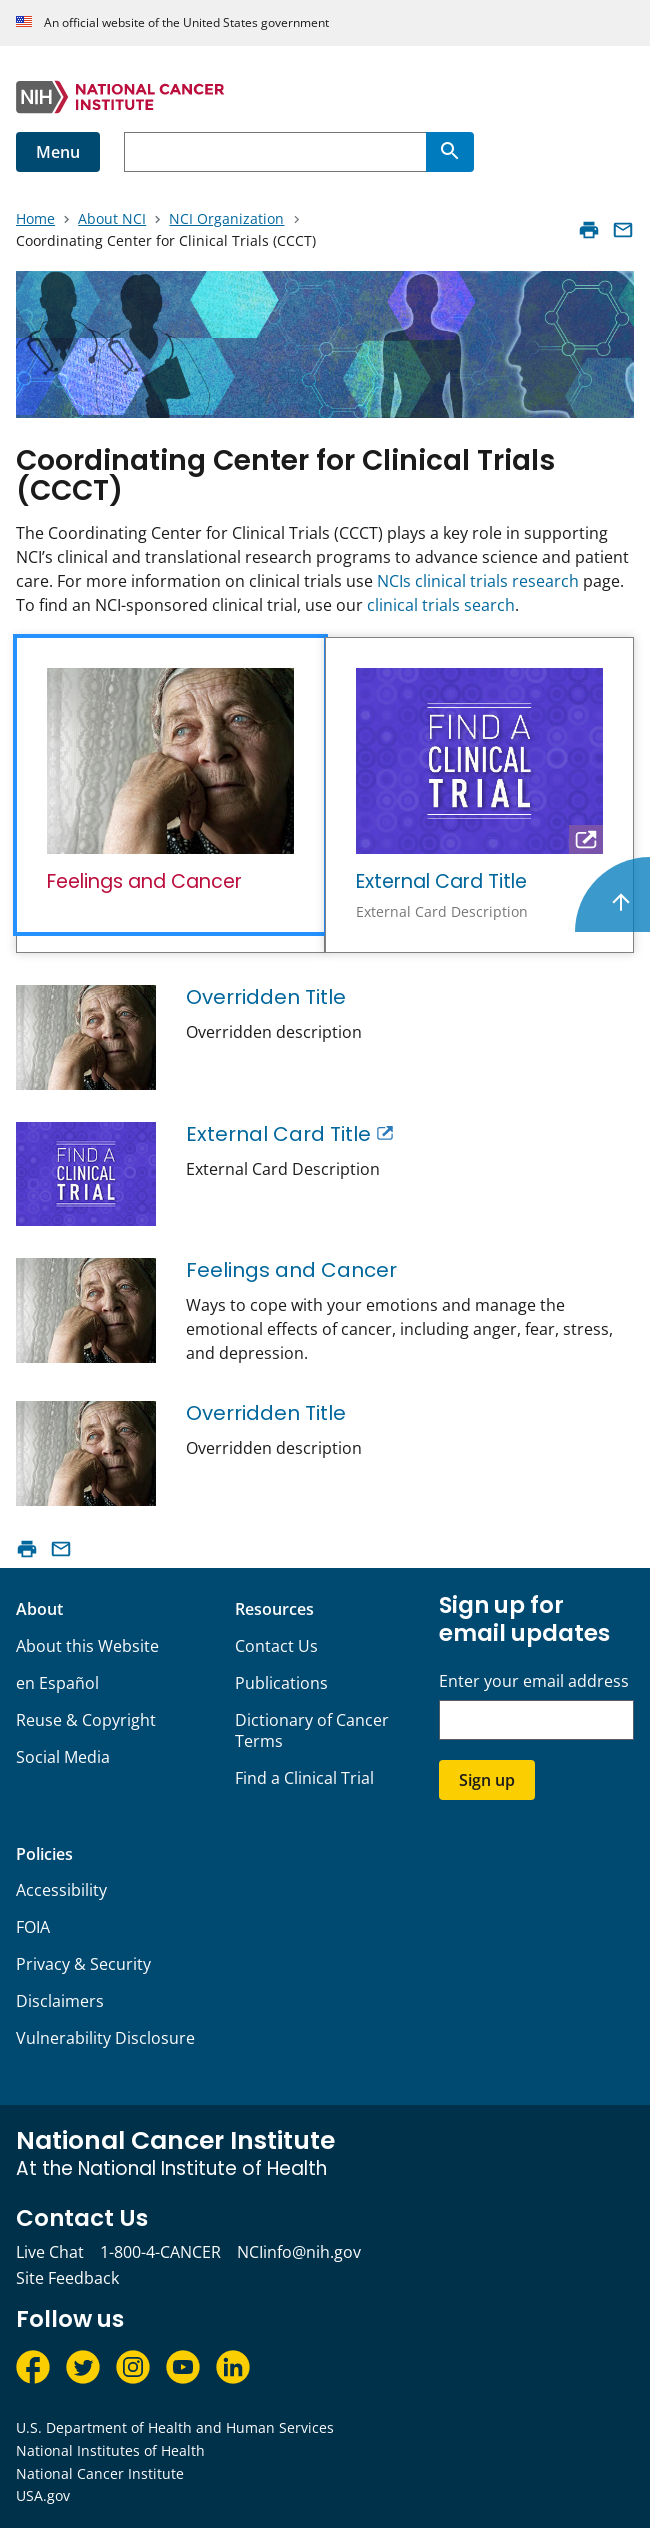 An official website of the United States government
NIH NATIONAL CANCER
INSTITUTE
Menu
Home > About NCI > NCI Organization >
Coordinating Center for Clinical Trials (CCCT)
Coordinating Center for Clinical Trials
(CCCT)
The Coordinating Center for Clinical Trials (CCCT) plays a key role in supporting
NCI’s clinical and translational research programs to advance science and patient
care. For more information on clinical trials use NCIs clinical trials research page.
To find an NCI-sponsored clinical trial, use our clinical trials search.
FIND A
CLINICAL
TRIAL
Feelings and Cancer
External Card Title
External Card Description
Overridden Title
Overridden description
FIND A
CLINICAL
TRIAL
External Card Title
External Card Description
Feelings and Cancer
Ways to cope with your emotions and manage the
emotional effects of cancer, including anger, fear, stress,
and depression.
Overridden Title
Overridden description
About
About this Website
en Español
Reuse & Copyright
Social Media
Resources
Contact Us
Publications
Dictionary of Cancer
Terms
Find a Clinical Trial
Sign up for
email updates
Enter your email address
Sign up
Policies
Accessibility
FOIA
Privacy & Security
Disclaimers
Vulnerability Disclosure
National Cancer Institute
At the National Institute of Health
Contact Us
Live Chat 1-800-4-CANCER NCIinfo@nih.gov
Site Feedback
Follow us
U.S. Department of Health and Human Services
National Institutes of Health
National Cancer Institute
USA.gov